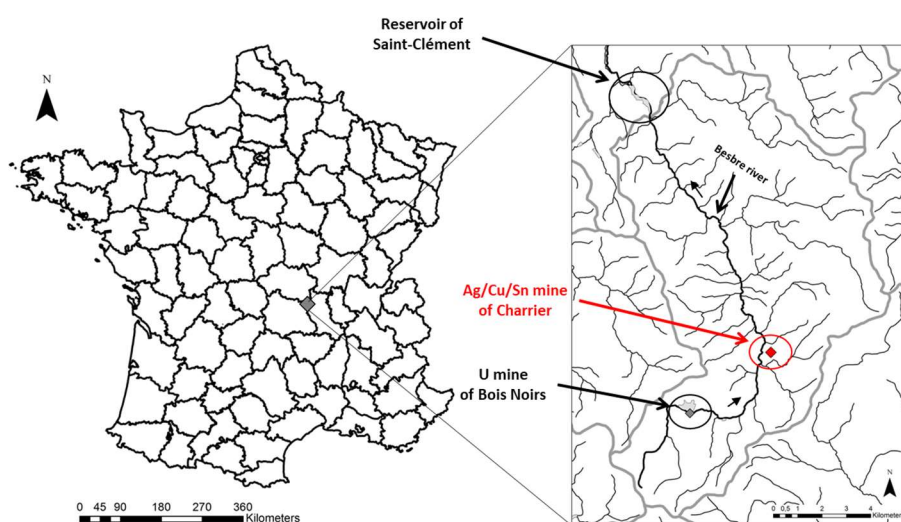 Reservoir of
Saint-Clément
N
Besbre river
Ag/Cu/Sn mine
of Charrier
U mine
of Bois Noirs
N
0 45 90 180 270 360
Kilometers
0 0,5 1 2 3 4
Kilometers